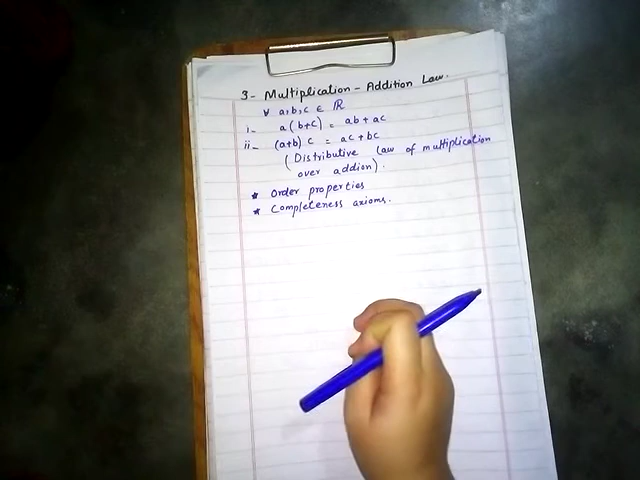 3- Multiplication - Addition Law.
∀ a,b,c ∈ ℝ
i- a(b+c) = ab + ac
ii- (a+b) c = ac + bc
(Distributive law of multiplication
over addion).
* Order properties
* Completeness axioms.